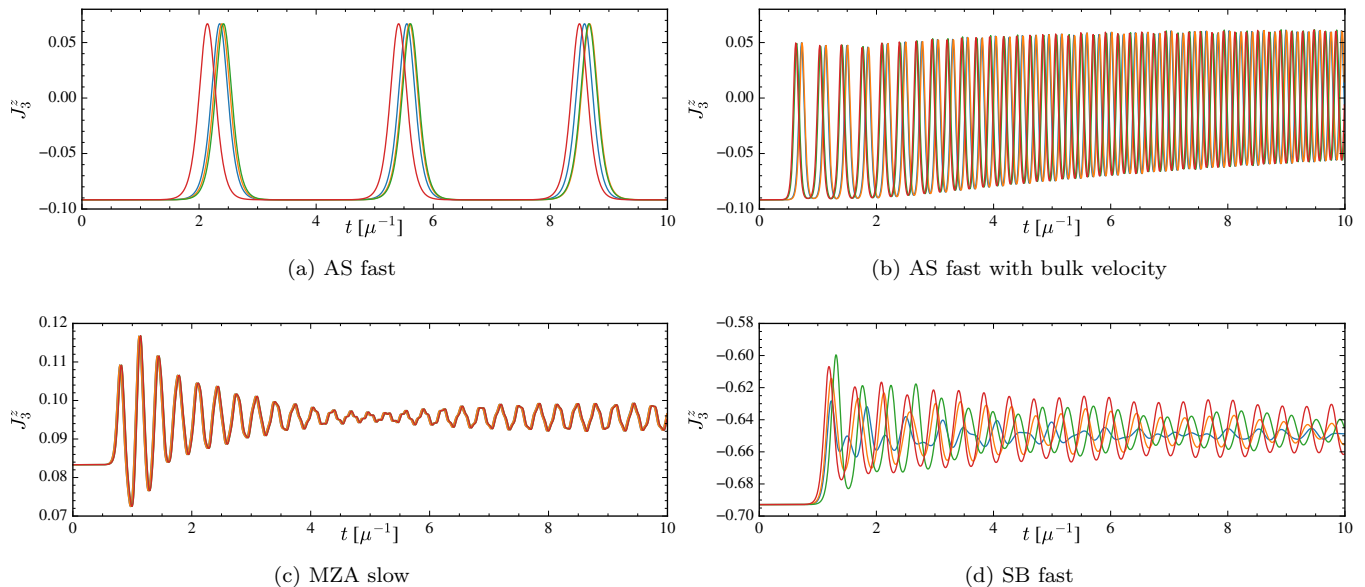 0.05
0.00
−0.05
−0.10
J₃ᶻ
0 2 4 6 8 10
t [μ⁻¹]
(a) AS fast
0.05
0.00
−0.05
−0.10
J₃ᶻ
0 2 4 6 8 10
t [μ⁻¹]
(b) AS fast with bulk velocity
0.12
0.11
0.10
0.09
0.08
0.07
J₃ᶻ
0 2 4 6 8 10
t [μ⁻¹]
(c) MZA slow
−0.58
−0.60
−0.62
−0.64
−0.66
−0.68
−0.70
J₃ᶻ
0 2 4 6 8 10
t [μ⁻¹]
(d) SB fast